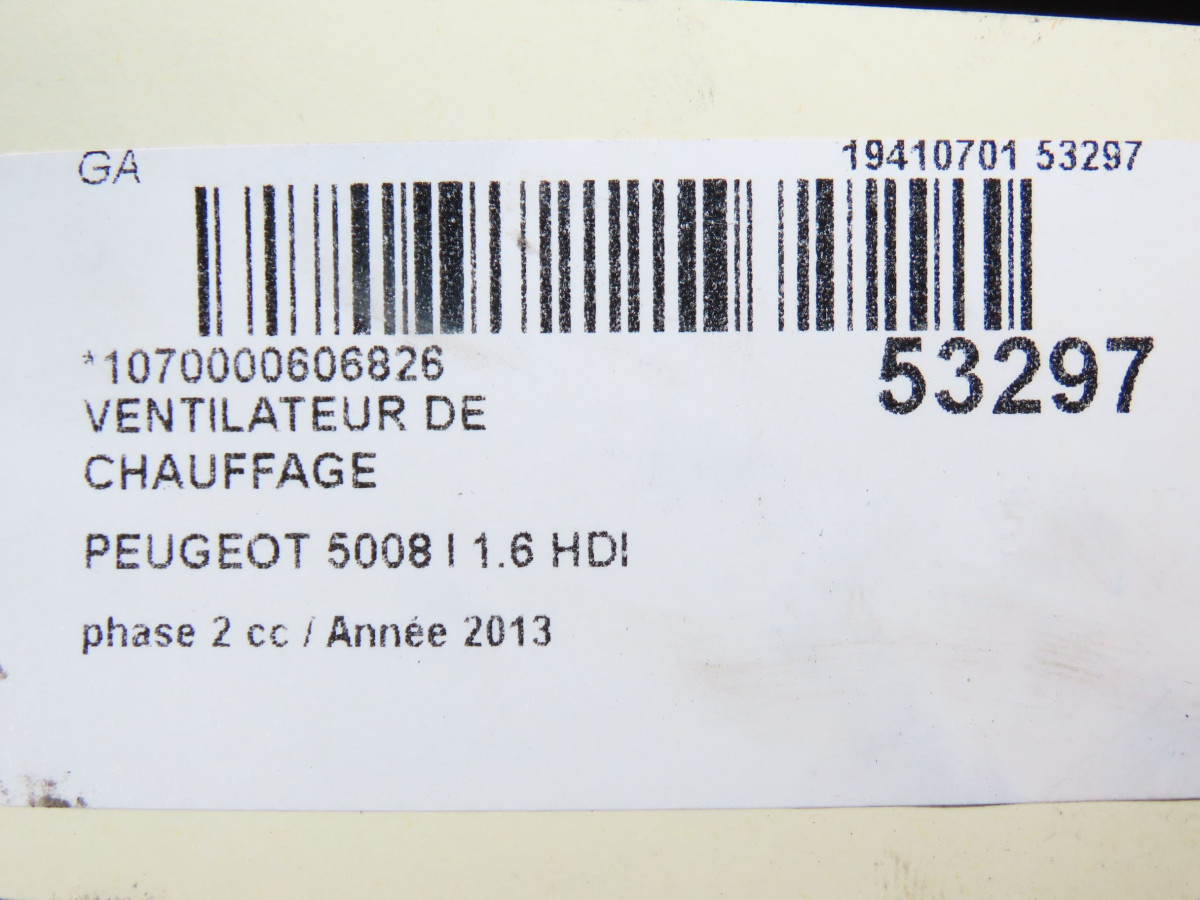 GA
19410701 53297
*1070000606826
53297
VENTILATEUR DE
CHAUFFAGE
PEUGEOT 5008 I 1.6 HDI
phase 2 cc / Année 2013